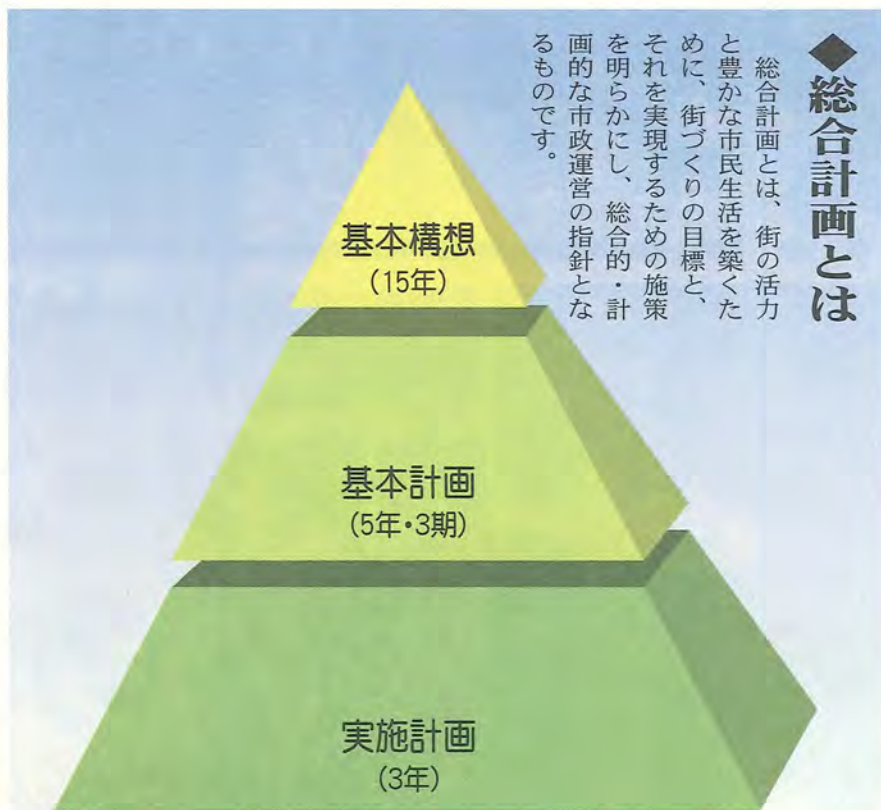 ◆総合計画とは
総合計画とは、街の活力
と豊かな市民生活を築くた
めに、街づくりの目標と、
それを実現するための施策
を明らかにし、総合的・計
画的な市政運営の指針とな
るものです。
基本構想
(15年)
基本計画
(5年・3期)
実施計画
(3年)